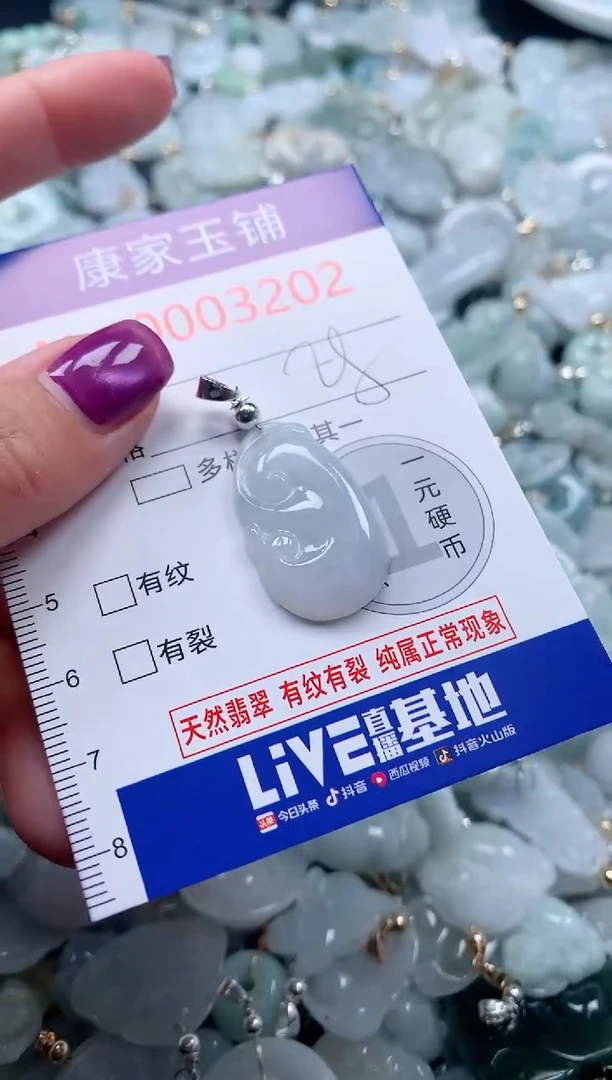 康家玉铺
0003202
多样
其一
一元硬币
1
5
有纹
6
有裂
天然翡翠 有纹有裂 纯属正常现象
7
LiVE直播基地
头条 今日头条 抖音 西瓜视频 抖音火山版
8